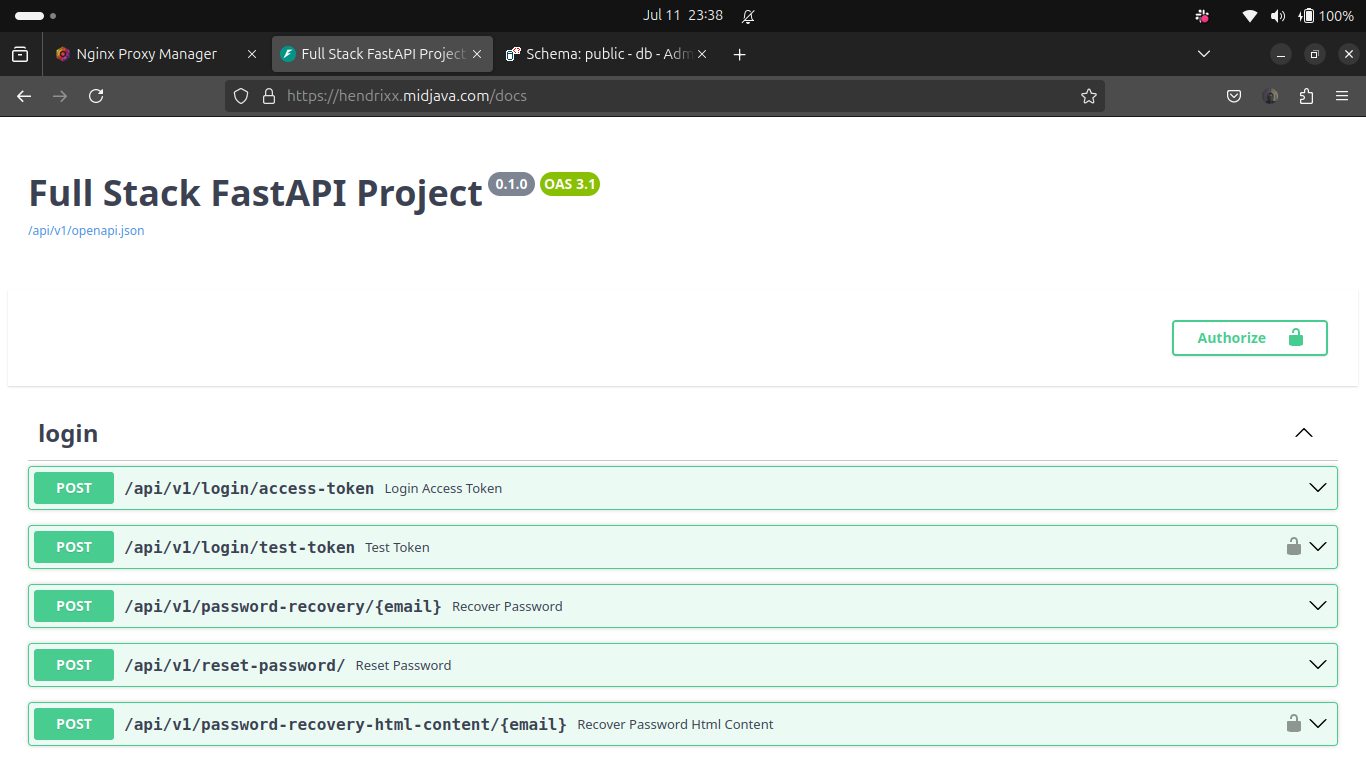 Jul 11 23:38
100%
Nginx Proxy Manager
Full Stack FastAPI Project
Schema: public - db - Adm
https://hendrixx.midjava.com/docs
Full Stack FastAPI Project 0.1.0 OAS 3.1
/api/v1/openapi.json
Authorize
login
POST /api/v1/login/access-token Login Access Token
POST /api/v1/login/test-token Test Token
POST /api/v1/password-recovery/{email} Recover Password
POST /api/v1/reset-password/ Reset Password
POST /api/v1/password-recovery-html-content/{email} Recover Password Html Content